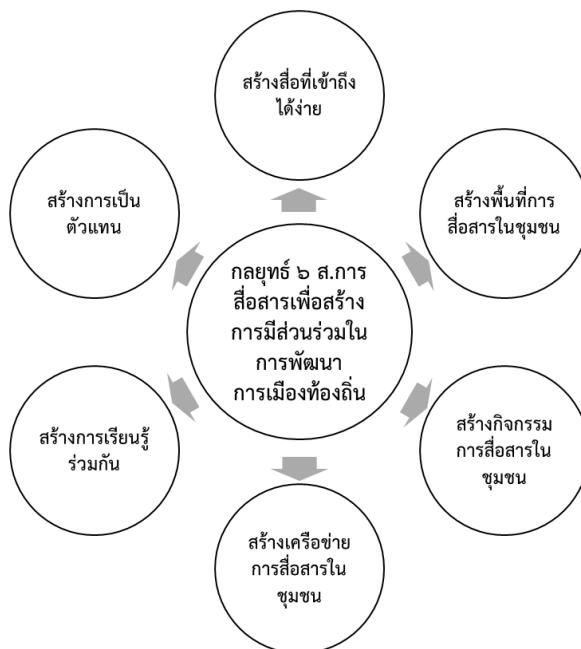 สร้างสื่อที่เข้าถึง
ได้ง่าย
สร้างพื้นที่การ
สื่อสารในชุมชน
สร้างกิจกรรม
การสื่อสารใน
ชุมชน
สร้างเครือข่าย
การสื่อสารใน
ชุมชน
สร้างการเรียนรู้
ร่วมกัน
สร้างการเป็น
ตัวแทน
กลยุทธ์ ๖ ส.การ
สื่อสารเพื่อสร้าง
การมีส่วนร่วมใน
การพัฒนา
การเมืองท้องถิ่น